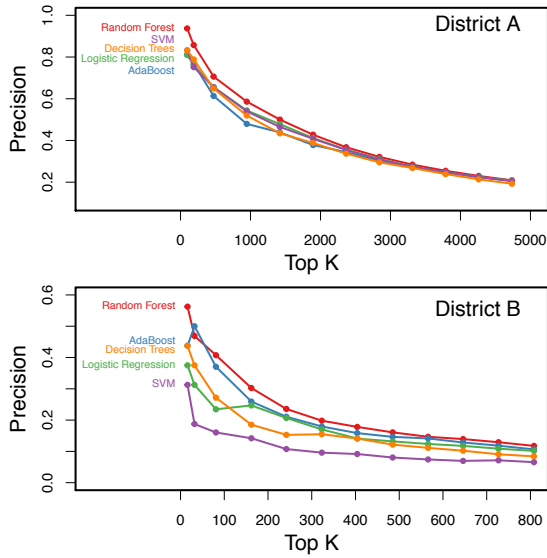 District A
1.0
0.8
0.6
0.4
0.2
Precision
Random Forest
SVM
Decision Trees
Logistic Regression
AdaBoost
0 1000 2000 3000 4000 5000
Top K
District B
0.6
0.4
0.2
0.0
Precision
Random Forest
AdaBoost
Decision Trees
Logistic Regression
SVM
0 100 200 300 400 500 600 700 800
Top K